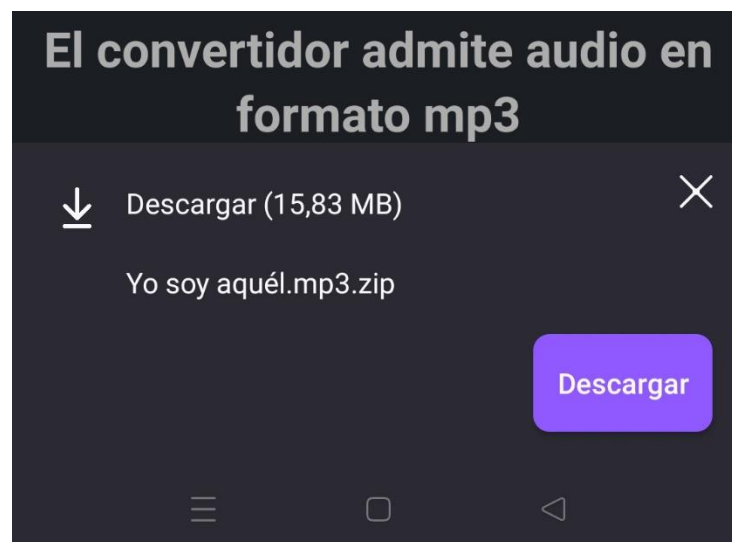 El convertidor admite audio en
formato mp3
Descargar (15,83 MB)
Yo soy aquél.mp3.zip
Descargar